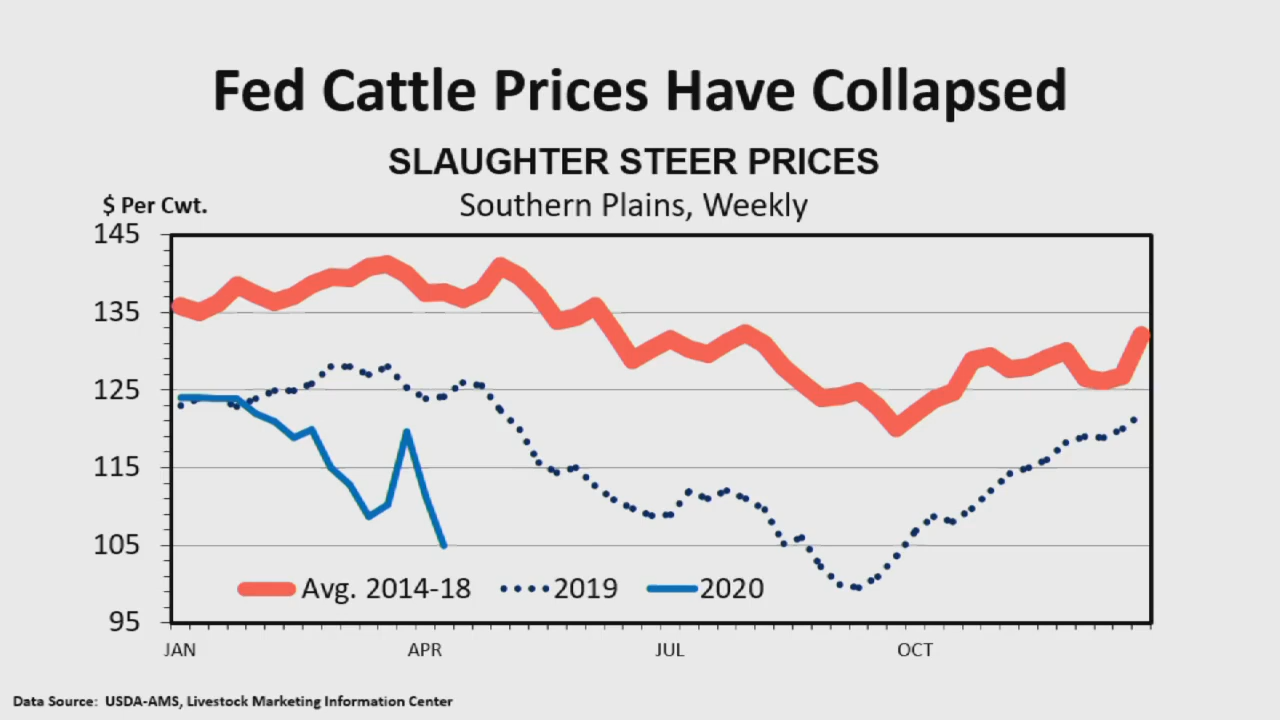 Fed Cattle Prices Have Collapsed
SLAUGHTER STEER PRICES
$ Per Cwt.
Southern Plains, Weekly
145
135
125
115
105
95
Avg. 2014-18
2019
2020
JAN
APR
JUL
OCT
Data Source: USDA-AMS, Livestock Marketing Information Center